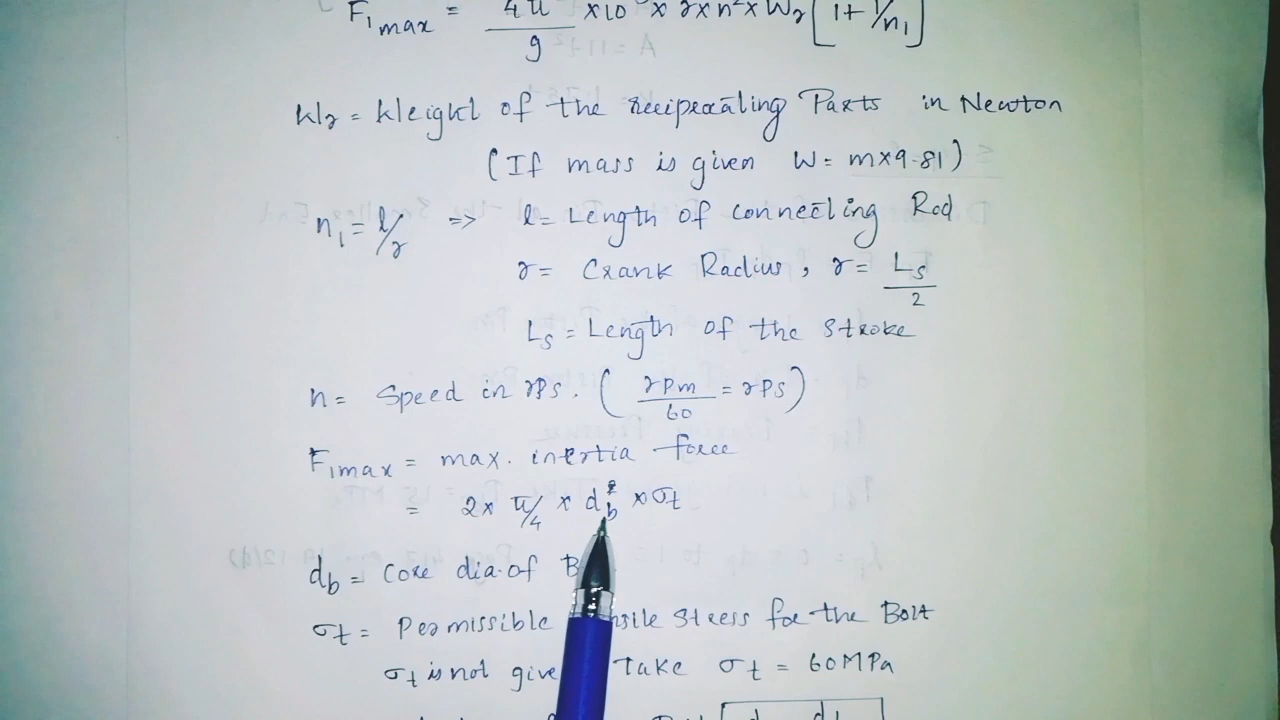 F₁max = 4π²/g × 10 × r × n² × Wr [1 + 1/n₁]
Wr = Weight of the reciprocating Parts in Newton
(If mass is given W = m×9.81)
n₁ = l/r => l = Length of connecting Rod
r = Crank Radius, r = Ls/2
Ls = Length of the stroke
n = Speed in rps. (rpm/60 = rps)
F₁max = max. inertia force
= 2 × π/4 × db² × σt
db = Core dia. of B
σt = Permissible Stress for the Bolt
σt is not give Take σt = 60MPa